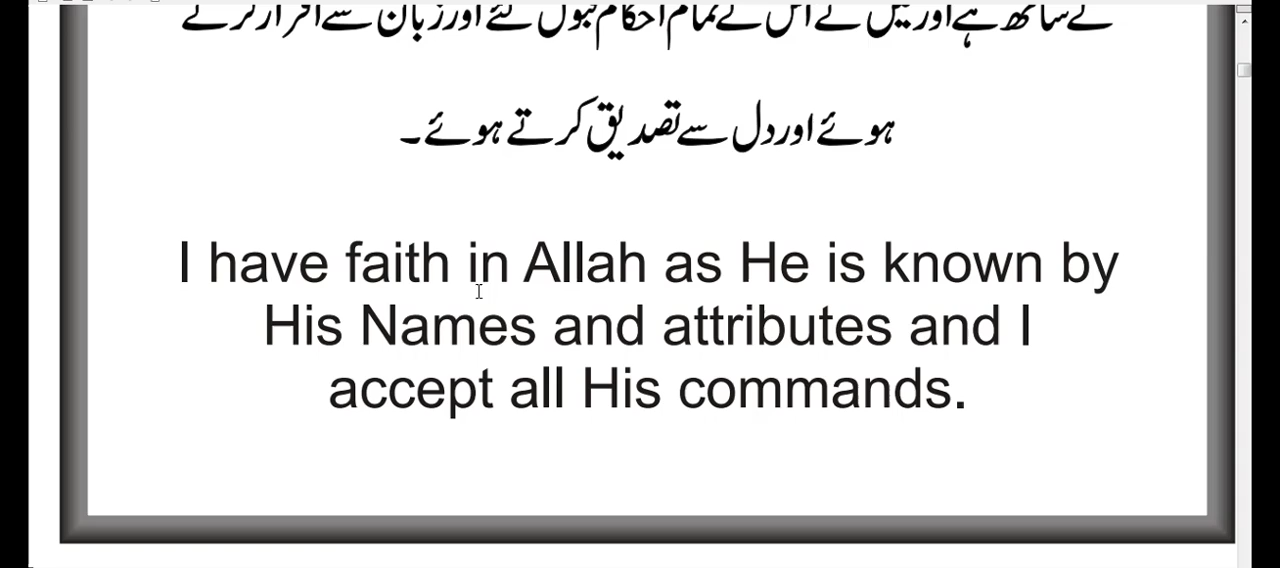 کے ساتھ ہے اور میں نے اس کے تمام احکام قبول کئے اور زبان سے اقرار کرتے
ہوئے اور دل سے تصدیق کرتے ہوئے۔
I have faith in Allah as He is known by
His Names and attributes and I
accept all His commands.